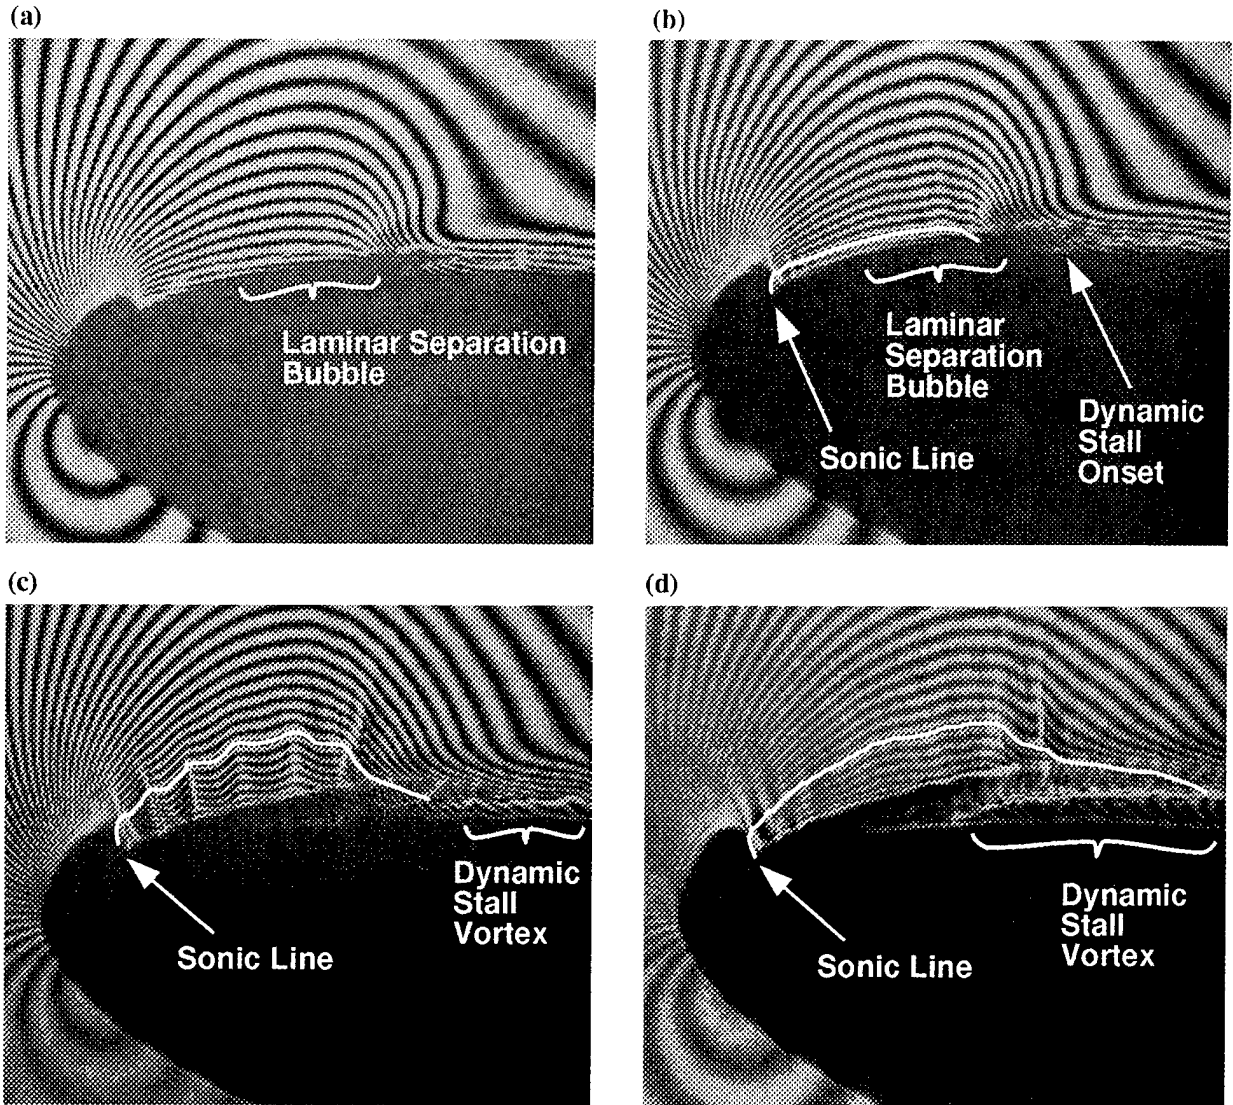 (a)
Laminar Separation
Bubble
(b)
Laminar
Separation
Bubble
Sonic Line
Dynamic
Stall
Onset
(c)
Dynamic
Stall
Vortex
Sonic Line
(d)
Dynamic
Stall
Vortex
Sonic Line